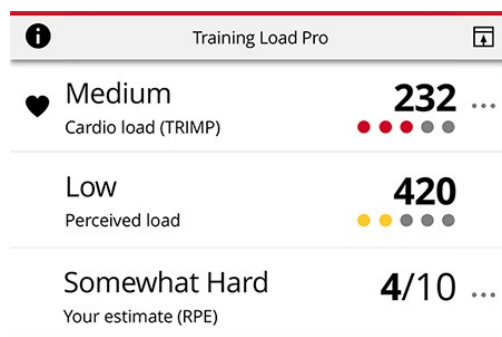 Training Load Pro
Medium 232 ...
Cardio load (TRIMP)
Low 420
Perceived load
Somewhat Hard 4/10 ...
Your estimate (RPE)